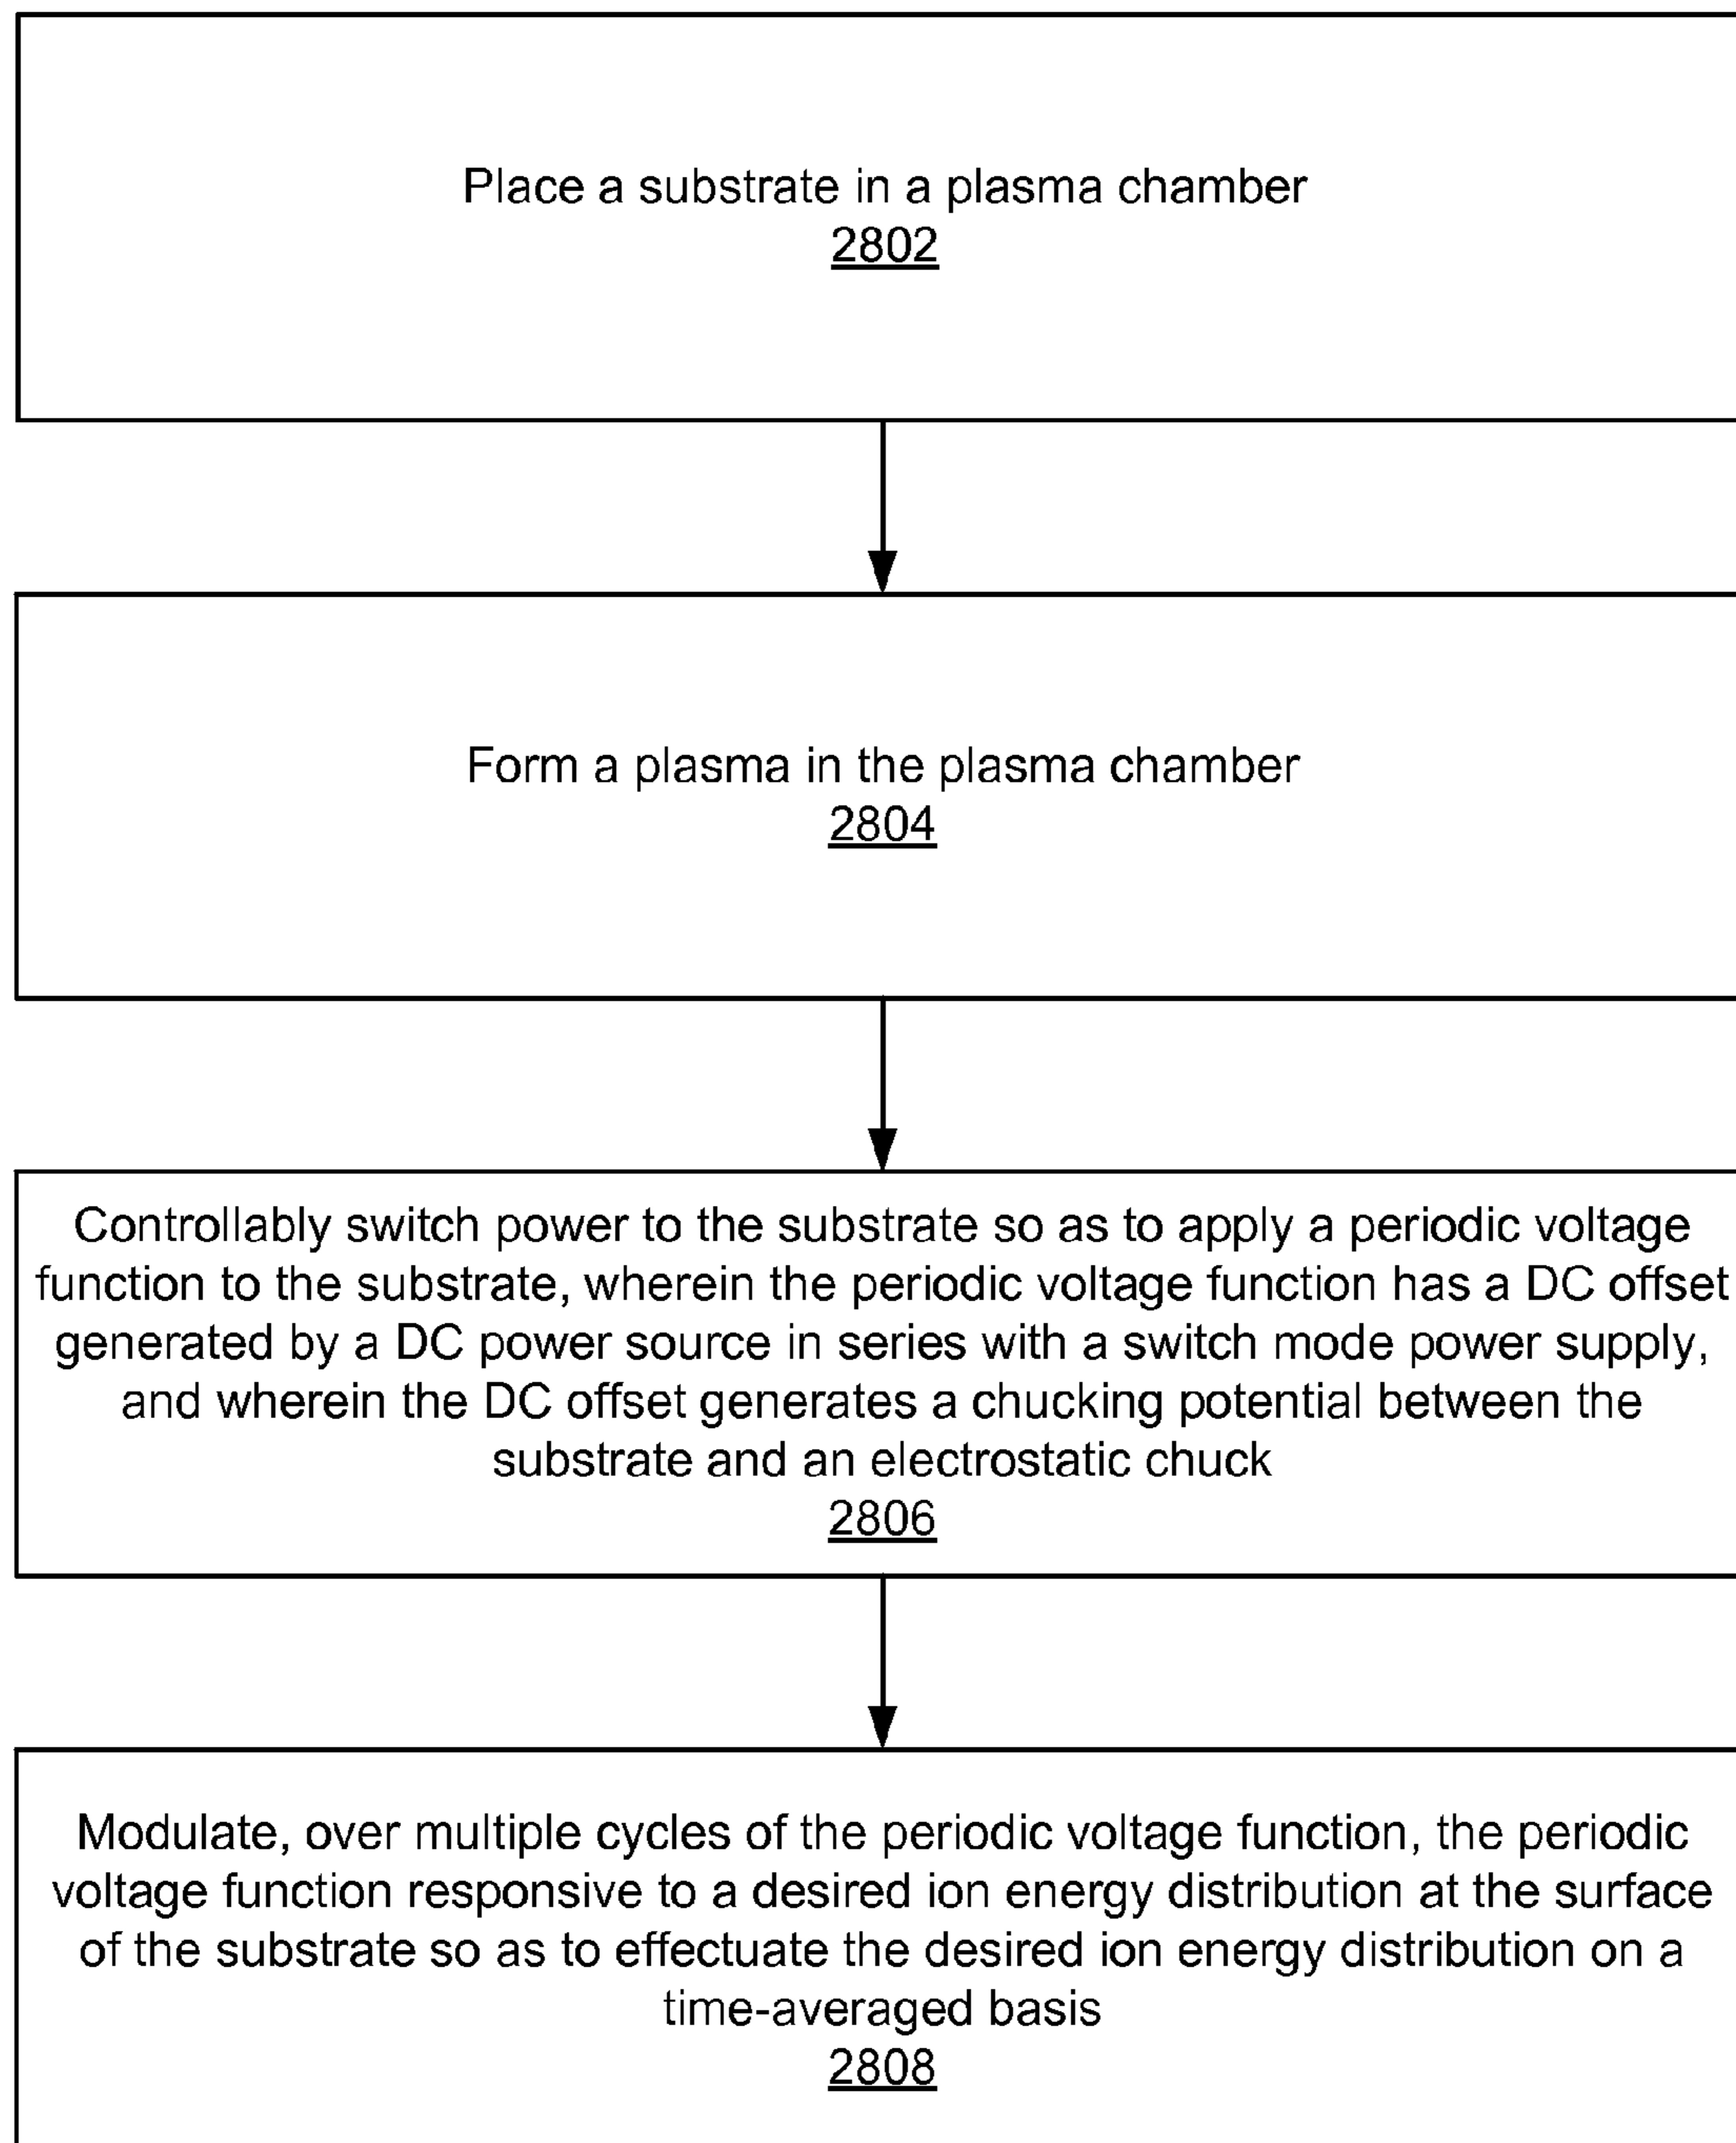 Place a substrate in a plasma chamber
2802
Form a plasma in the plasma chamber
2804
Controllably switch power to the substrate so as to apply a periodic voltage
function to the substrate, wherein the periodic voltage function has a DC offset
generated by a DC power source in series with a switch mode power supply,
and wherein the DC offset generates a chucking potential between the
substrate and an electrostatic chuck
2806
Modulate, over multiple cycles of the periodic voltage function, the periodic
voltage function responsive to a desired ion energy distribution at the surface
of the substrate so as to effectuate the desired ion energy distribution on a
time-averaged basis
2808